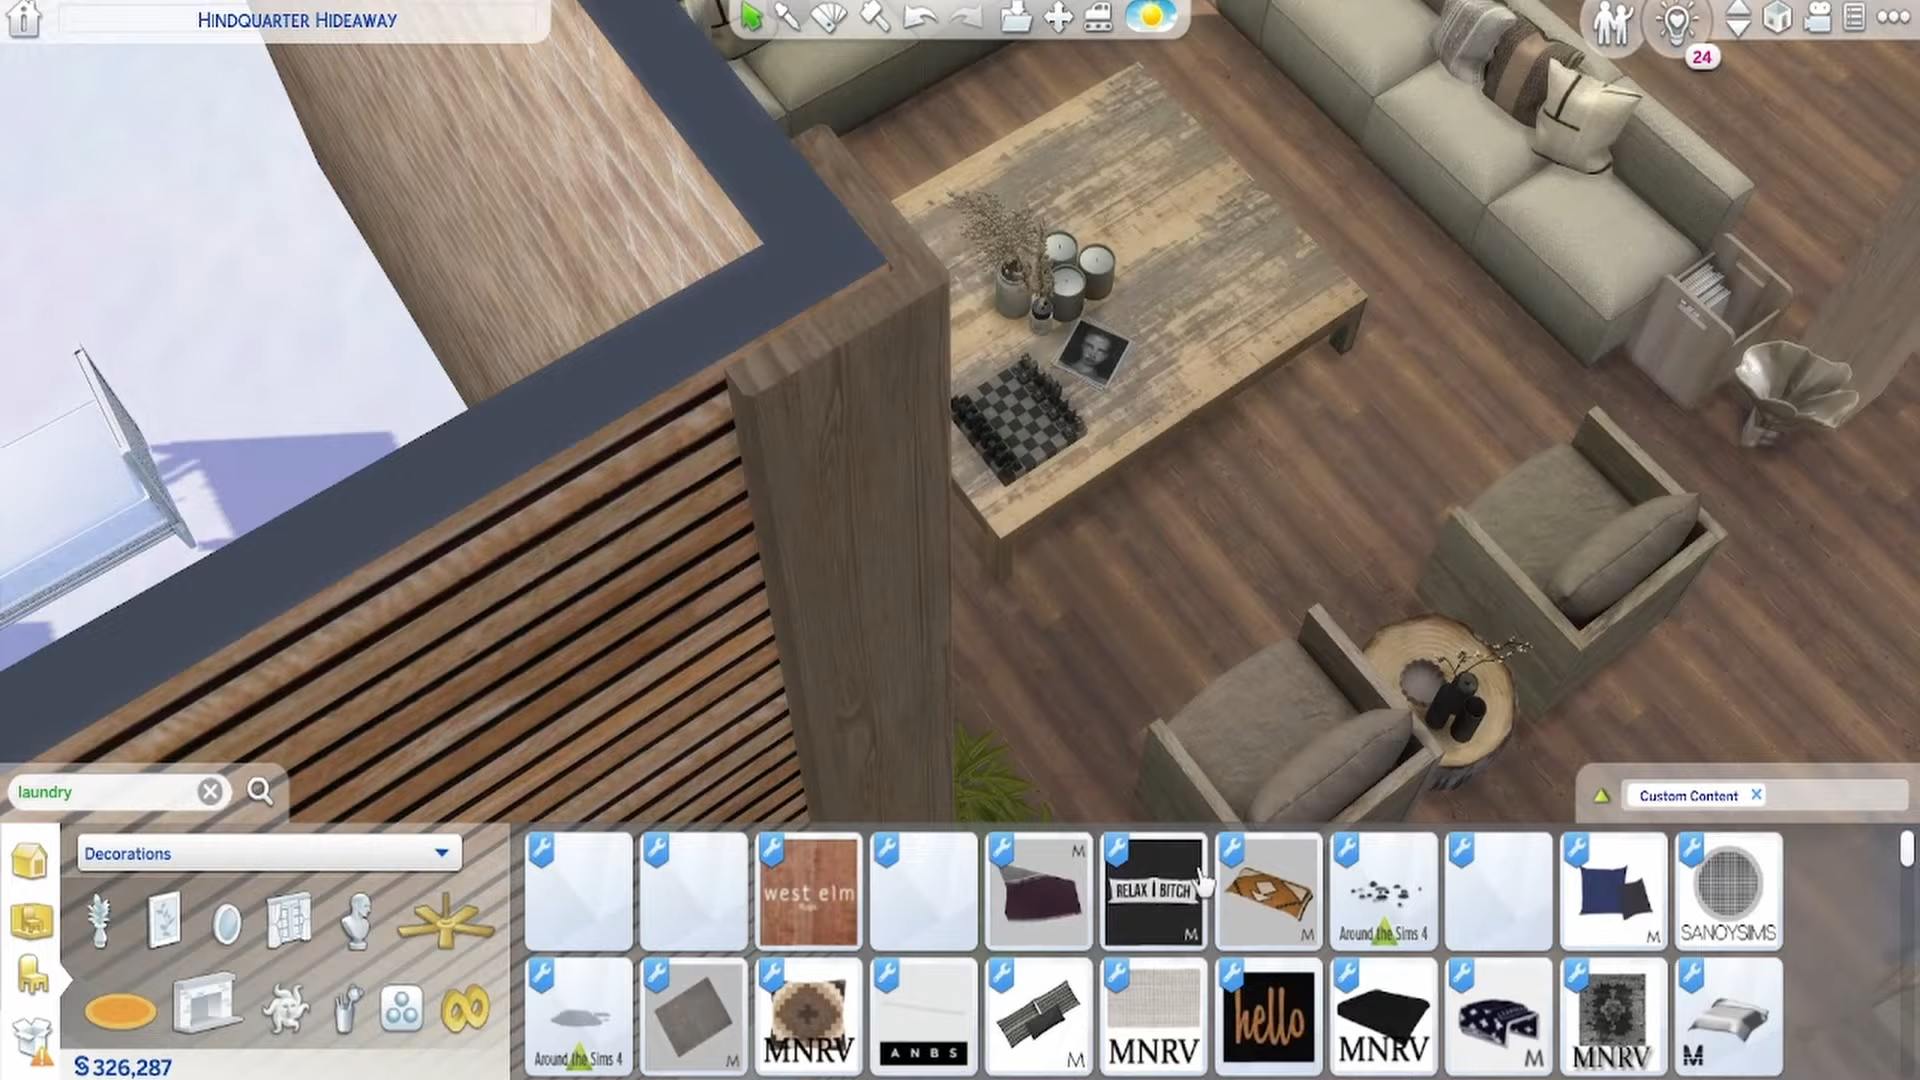 HINDQUARTER HIDEAWAY
24
laundry
Custom Content
Decorations
west elm
M
RELAX BITCH
M
M
Around the Sims 4
M
SANOYSIMS
Around the Sims 4
M
MNRV
ANBS
M
MNRV
hello
MNRV
M
MNRV
M
§326,287